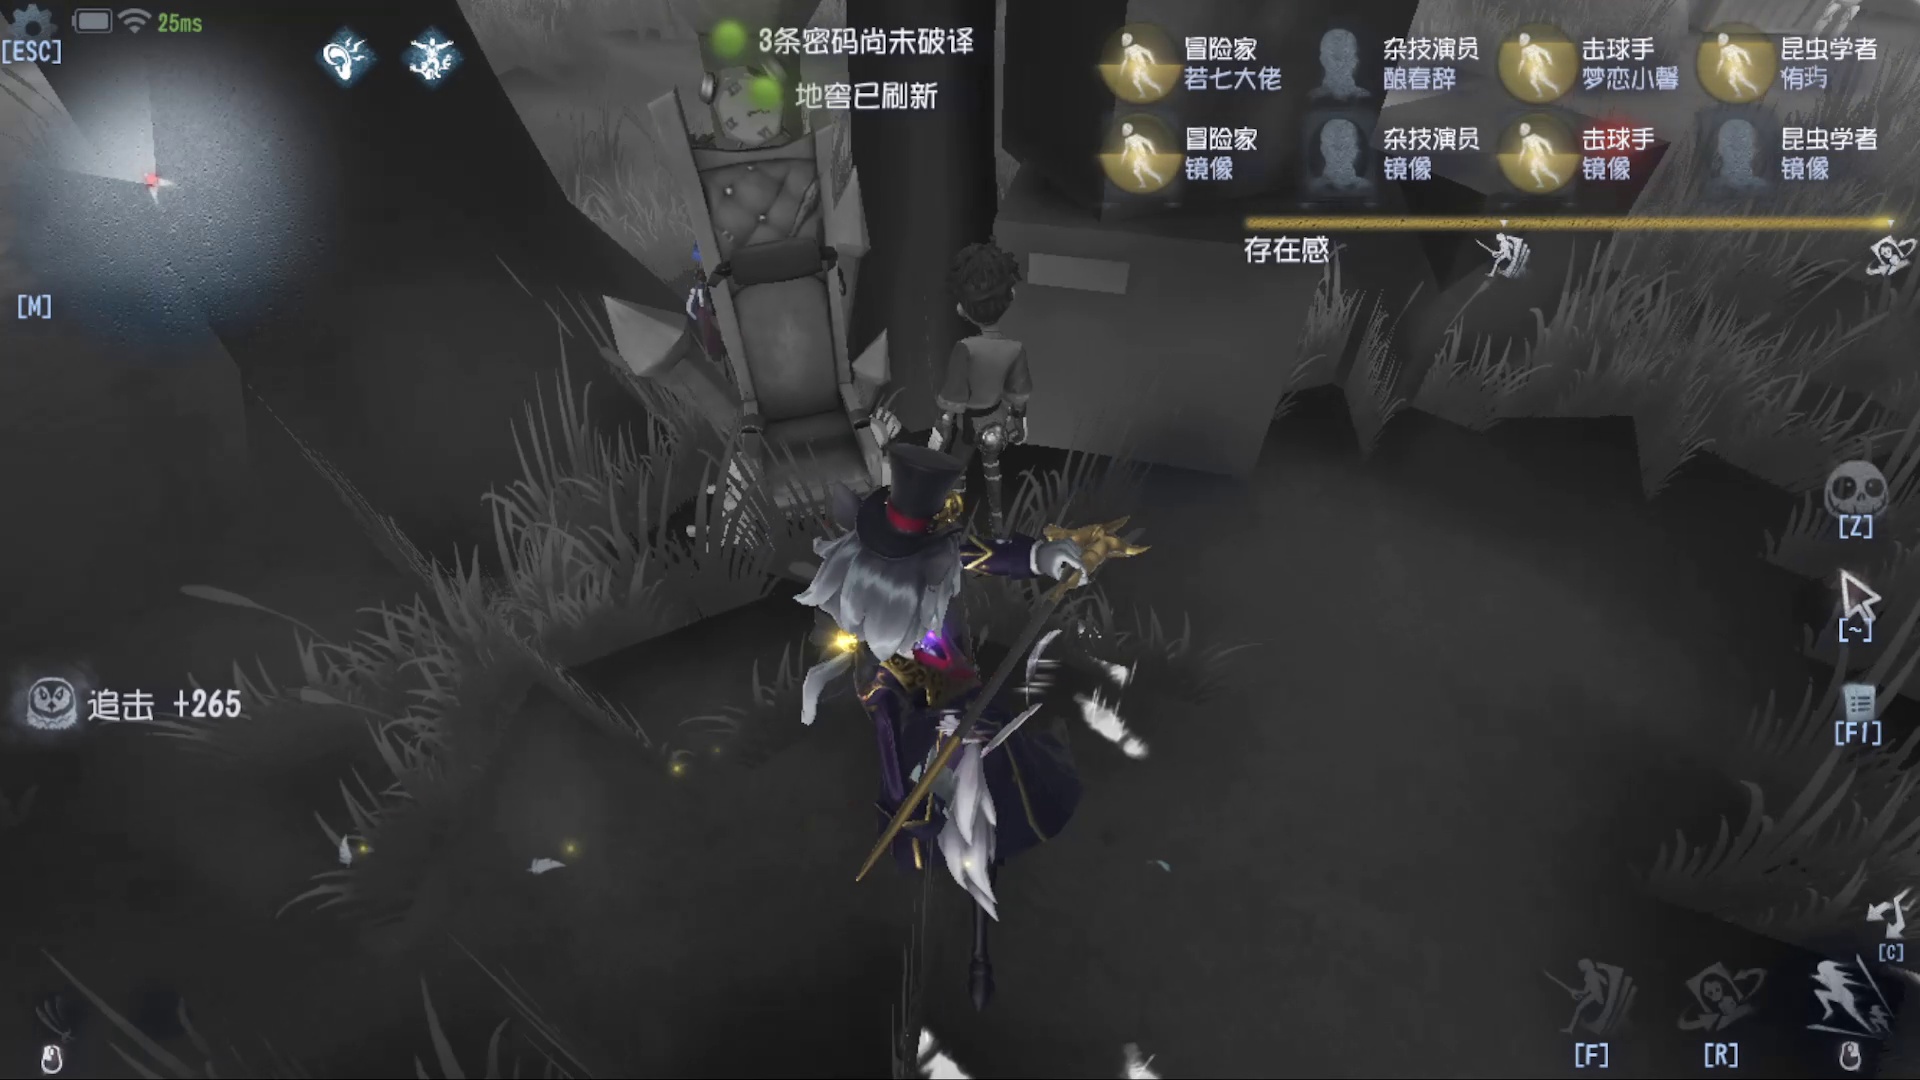 25ms
[ESC]
3条密码尚未破译
地窖已刷新
冒险家
若七大佬
杂技演员
酿春辞
击球手
梦恋小馨
昆虫学者
侑玙
冒险家
镜像
杂技演员
镜像
击球手
镜像
昆虫学者
镜像
存在感
[M]
[Z]
[~]
追击 +265
[F1]
[C]
[F]
[R]